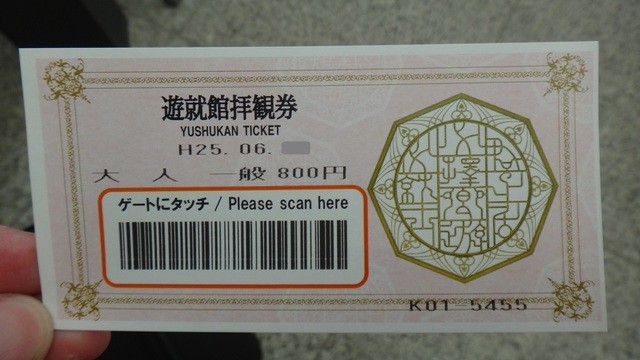 遊就館拝観券
YUSHUKAN TICKET
H25.06.
大人 一般 800円
ゲートにタッチ / Please scan here
K01-5455